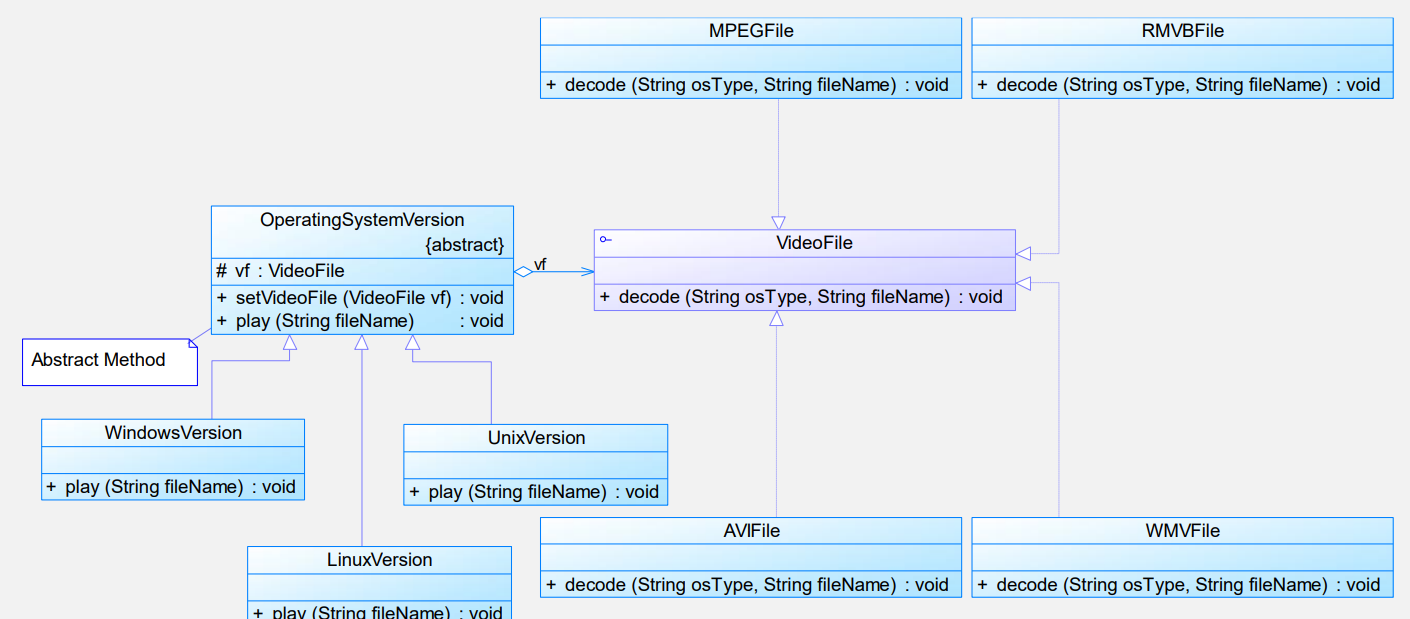 MPEGFile
+ decode (String osType, String fileName) : void
RMVBFile
+ decode (String osType, String fileName) : void
OperatingSystemVersion
{abstract}
# vf : VideoFile
+ setVideoFile (VideoFile vf) : void
+ play (String fileName) : void
vf
VideoFile
+ decode (String osType, String fileName) : void
Abstract Method
WindowsVersion
+ play (String fileName) : void
UnixVersion
+ play (String fileName) : void
LinuxVersion
+ play (String fileName) : void
AVIFile
+ decode (String osType, String fileName) : void
WMVFile
+ decode (String osType, String fileName) : void